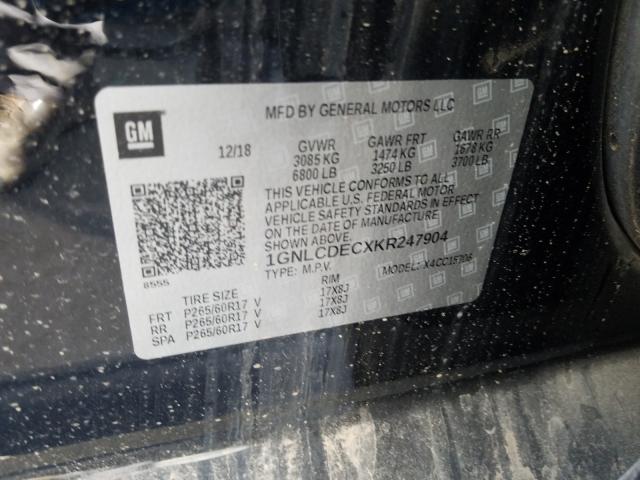 GM
MFD BY GENERAL MOTORS LLC
12/18 GVWR GAWR FRT GAWR RR
3085 KG 1474 KG 1678 KG
6800 LB 3250 LB 3700 LB
THIS VEHICLE CONFORMS TO ALL
APPLICABLE U.S. FEDERAL MOTOR
VEHICLE SAFETY STANDARDS IN EFFECT
ON THE DATE OF MANUFACTURE
1GNLCDECXKR247904
8555
TYPE: M.P.V. MODEL: X4CC15706
TIRE SIZE RIM
FRT P265/60R17 V 17X8J
RR P265/60R17 V 17X8J
SPA P265/60R17 V 17X8J